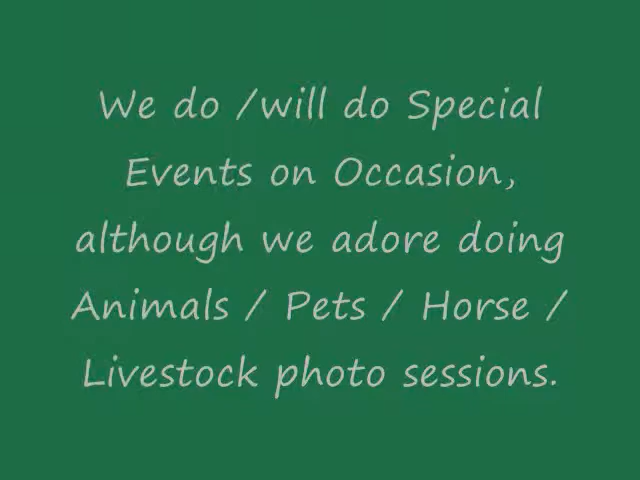 We do /will do Special
Events on Occasion,
although we adore doing
Animals / Pets / Horse /
Livestock photo sessions.